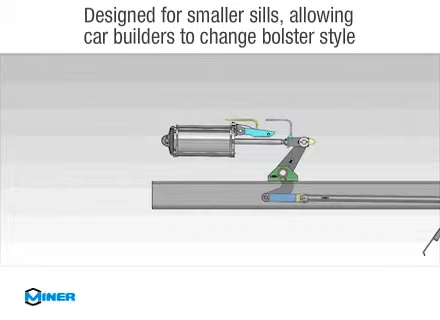 Designed for smaller sills, allowing
car builders to change bolster style
MINER